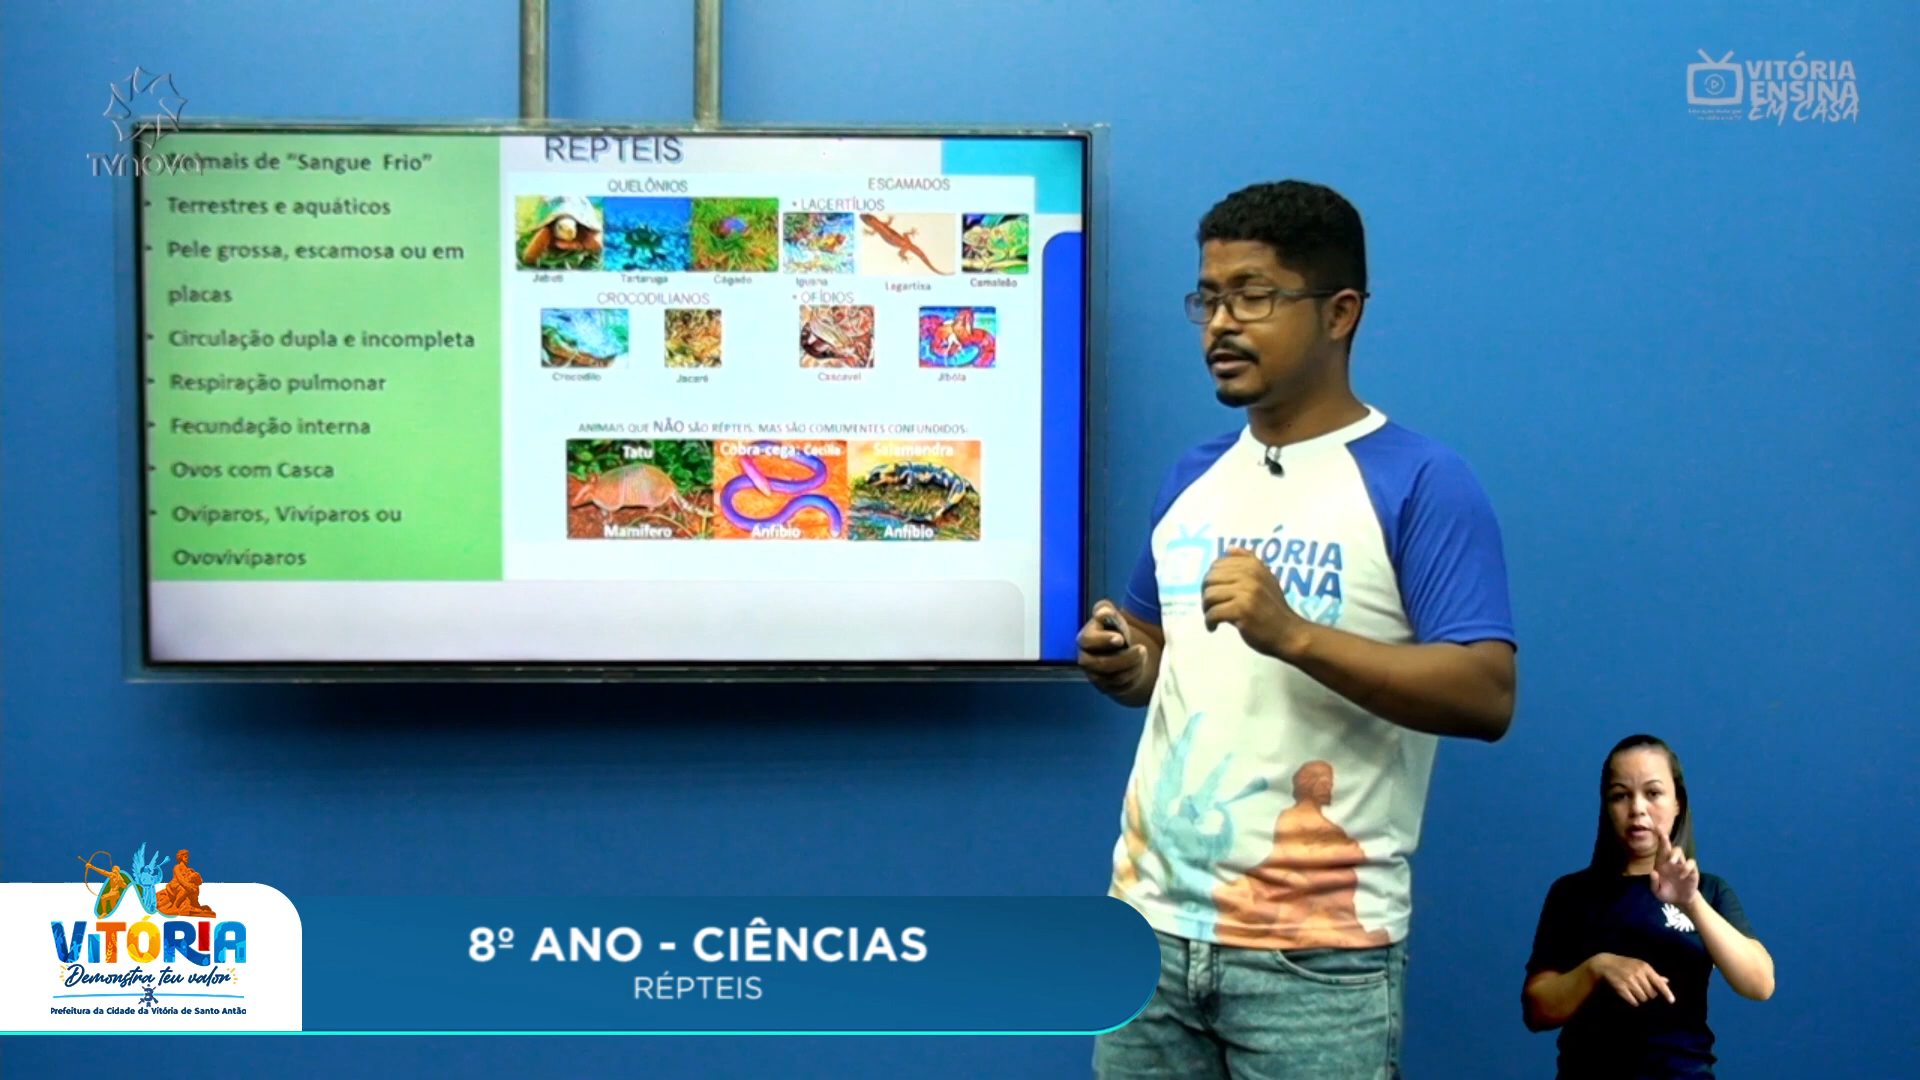 TVnova
VITÓRIA
ENSINA
EM CASA
de "Sangue Frio"
Terrestres e aquáticos
Pele grossa, escamosa ou em
placas
Circulação dupla e incompleta
Respiração pulmonar
Fecundação interna
Ovos com Casca
Ovíparos, Vivíparos ou
Ovovivíparos
RÉPTEIS
QUELÔNIOS
Jabuti
Tartaruga
Cágado
ESCAMADOS
• LACERTÍLIOS
Iguana
Lagartixa
Camaleão
CROCODILIANOS
Crocodilo
Jacaré
• OFÍDIOS
Cascavel
Jibóia
ANIMAIS QUE NÃO SÃO RÉPTEIS, MAS SÃO COMUMENTES CONFUNDIDOS:
Tatu
Mamífero
Cobra-cega: Cecília
Anfíbio
Salamandra
Anfíbio
VITÓRIA
VITÓRIA
Demonstra teu valor
Prefeitura da Cidade da Vitória de Santo Antão
8º ANO - CIÊNCIAS
RÉPTEIS